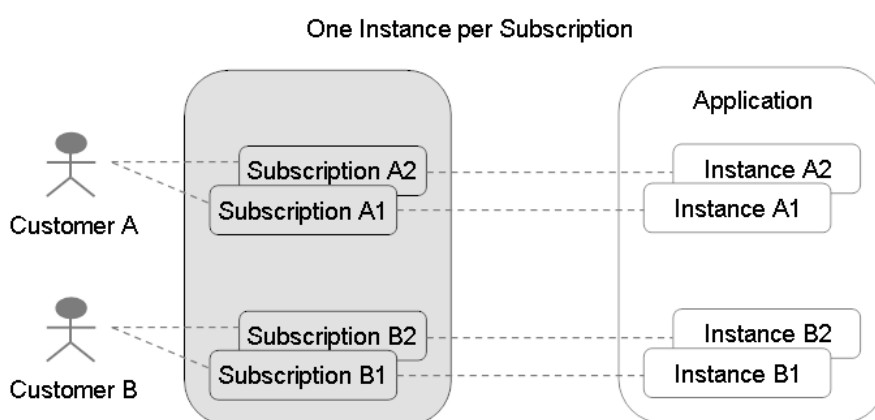 One Instance per Subscription
Application
Subscription A2
Instance A2
Subscription A1
Instance A1
Customer A
Subscription B2
Instance B2
Subscription B1
Instance B1
Customer B